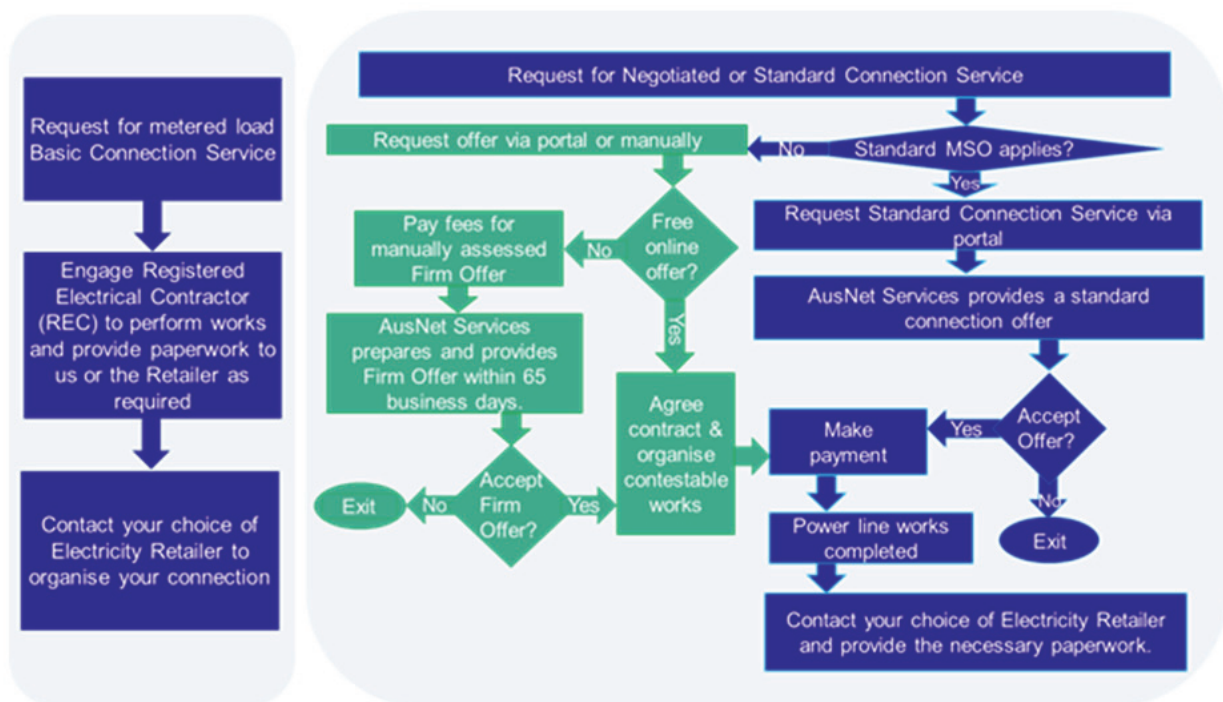 Request for metered load
Basic Connection Service
Engage Registered
Electrical Contractor
(REC) to perform works
and provide paperwork to
us or the Retailer as
required
Contact your choice of
Electricity Retailer to
organise your connection
Request for Negotiated or Standard Connection Service
Standard MSO applies?
No
Request offer via portal or manually
Yes
Request Standard Connection Service via
portal
AusNet Services provides a standard
connection offer
Free
online
offer?
No
Pay fees for
manually assessed
Firm Offer
AusNet Services
prepares and provides
Firm Offer within 65
business days.
Yes
Accept
Firm
Offer?
No
Exit
Yes
Agree
contract &
organise
contestable
works
Accept
Offer?
Yes
No
Exit
Make
payment
Power line works
completed
Contact your choice of Electricity Retailer
and provide the necessary paperwork.